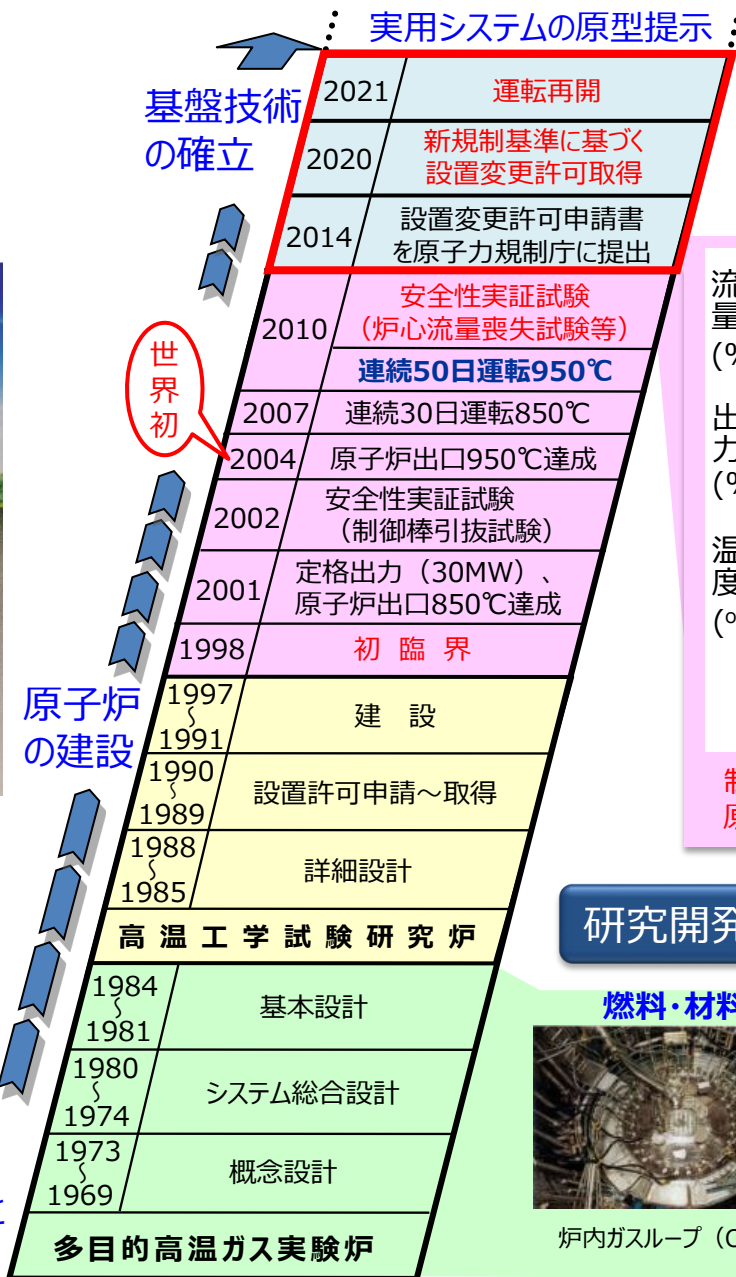 実用システムの原型提示
基盤技術
の確立
2021 運転再開
2020 新規制基準に基づく
設置変更許可取得
2014 設置変更許可申請書
を原子力規制庁に提出
2010 安全性実証試験
（炉心流量喪失試験等）
連続50日運転950℃
世界初
2007 連続30日運転850℃
2004 原子炉出口950℃達成
2002 安全性実証試験
（制御棒引抜試験）
2001 定格出力（30MW）、
原子炉出口850℃達成
1998 初臨界
原子炉
の建設
1997
～
1991
建設
1990
～
1989
設置許可申請～取得
1988
～
1985
詳細設計
高温工学試験研究炉
1984
～
1981
基本設計
1980
～
1974
システム総合設計
1973
～
1969
概念設計
多目的高温ガス実験炉
流
量
(%
出
力
(%
温
度
(°
制
原
研究開発
燃料・材料
炉内ガスループ（O